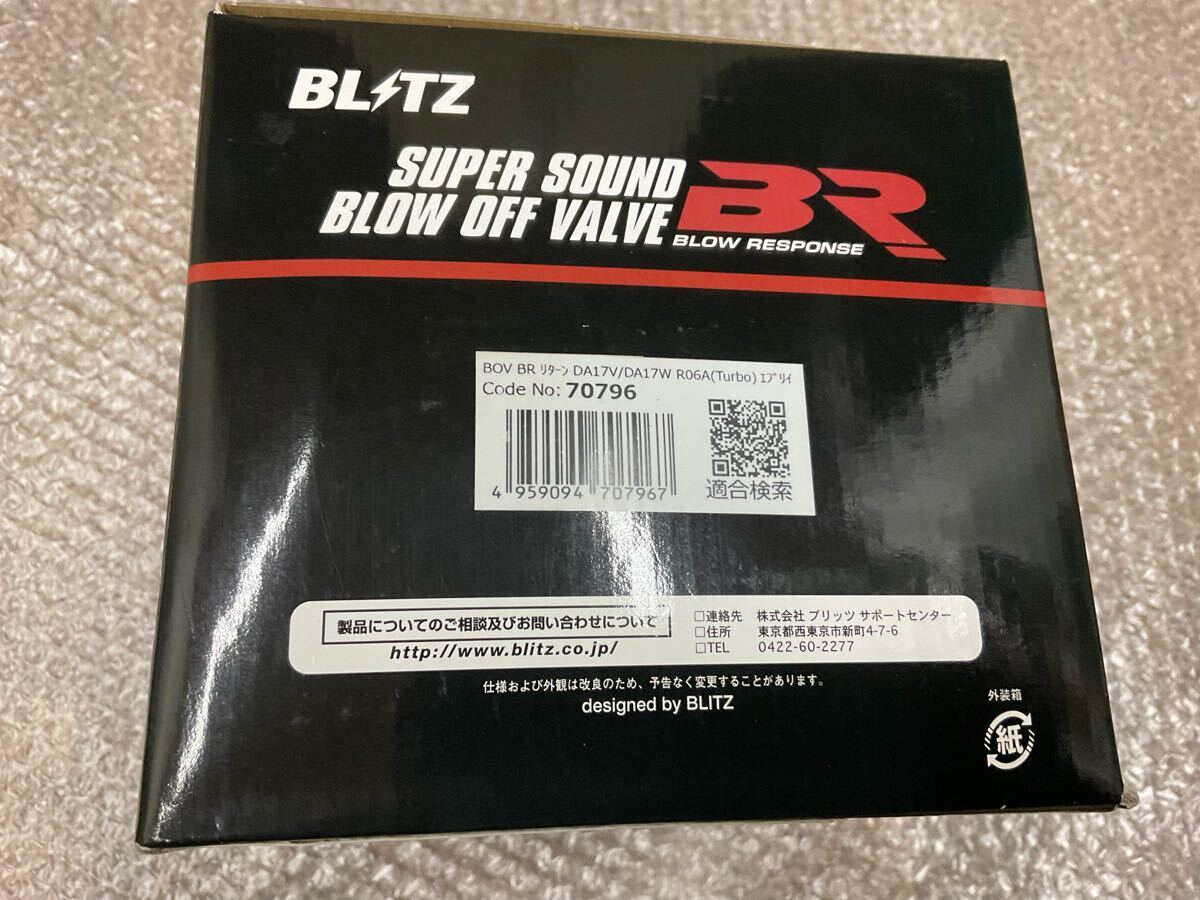 BLITZ
SUPER SOUND
BLOW OFF VALVE
BR
BLOW RESPONSE
BOV BR ﾘﾀｰﾝ DA17V/DA17W R06A(Turbo) ｴﾌﾞﾘｲ
Code No: 70796
4 959094 707967
適合検索
製品についてのご相談及びお問い合わせについて
http://www.blitz.co.jp/
□連絡先 株式会社 ブリッツ サポートセンター
□住所 東京都西東京市新町4-7-6
□TEL 0422-60-2277
仕様および外観は改良のため、予告なく変更することがあります。
designed by BLITZ
外装箱
紙